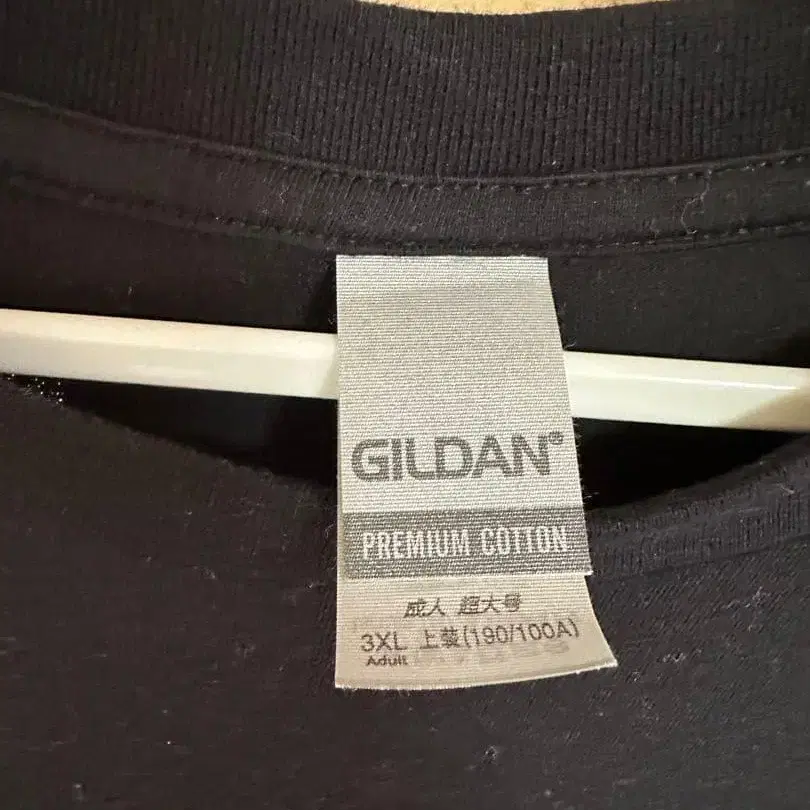 GILDAN®
PREMIUM COTTON
成人 超大号
3XL 上装(190/100A)
Adult